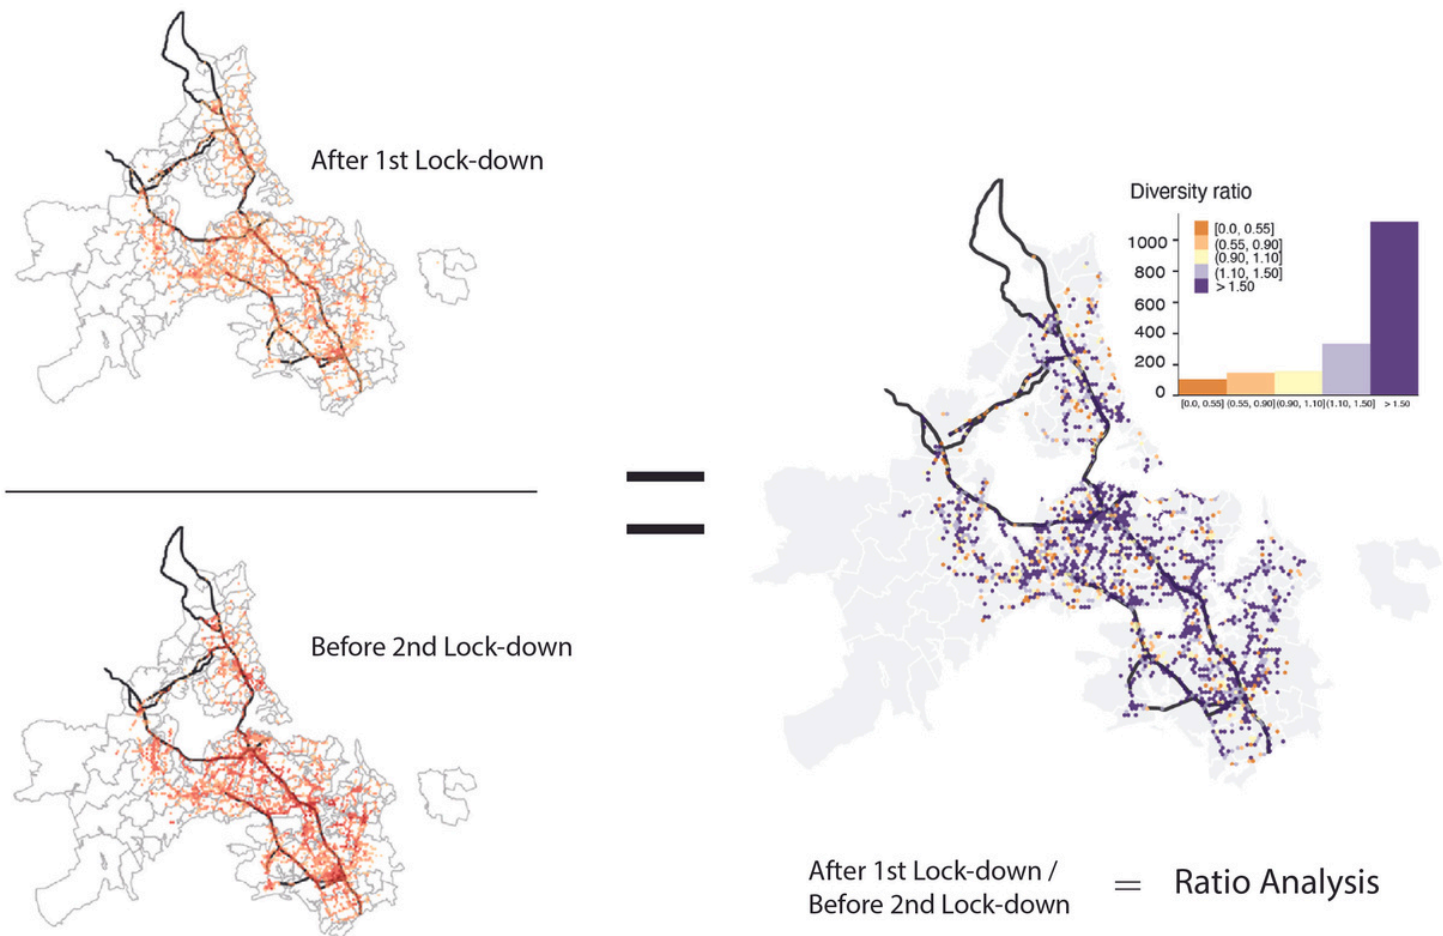 After 1st Lock-down
Before 2nd Lock-down
Diversity ratio
[0.0, 0.55]
(0.55, 0.90]
(0.90, 1.10]
(1.10, 1.50]
> 1.50
1000
800
600
400
200
0
[0.0, 0.55] (0.55, 0.90] (0.90, 1.10] (1.10, 1.50] > 1.50
After 1st Lock-down /
Before 2nd Lock-down
= Ratio Analysis